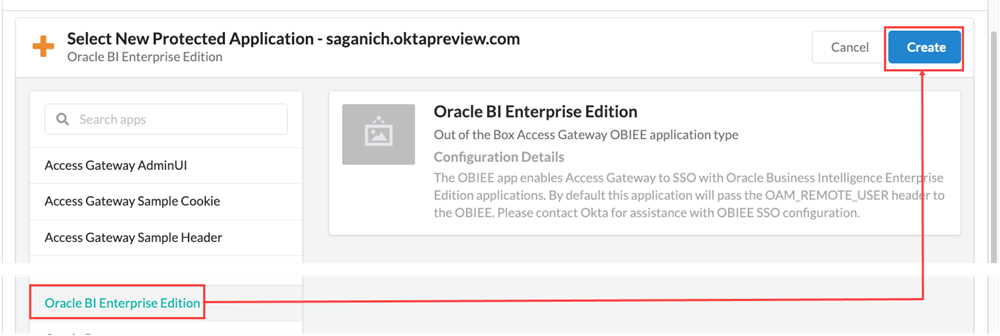 Select New Protected Application - saganich.oktapreview.com
Oracle BI Enterprise Edition
Cancel
Create
Search apps
Access Gateway AdminUI
Access Gateway Sample Cookie
Access Gateway Sample Header
Oracle BI Enterprise Edition
Oracle BI Enterprise Edition
Out of the Box Access Gateway OBIEE application type
Configuration Details
The OBIEE app enables Access Gateway to SSO with Oracle Business Intelligence Enterprise
Edition applications. By default this application will pass the OAM_REMOTE_USER header to
the OBIEE. Please contact Okta for assistance with OBIEE SSO configuration.